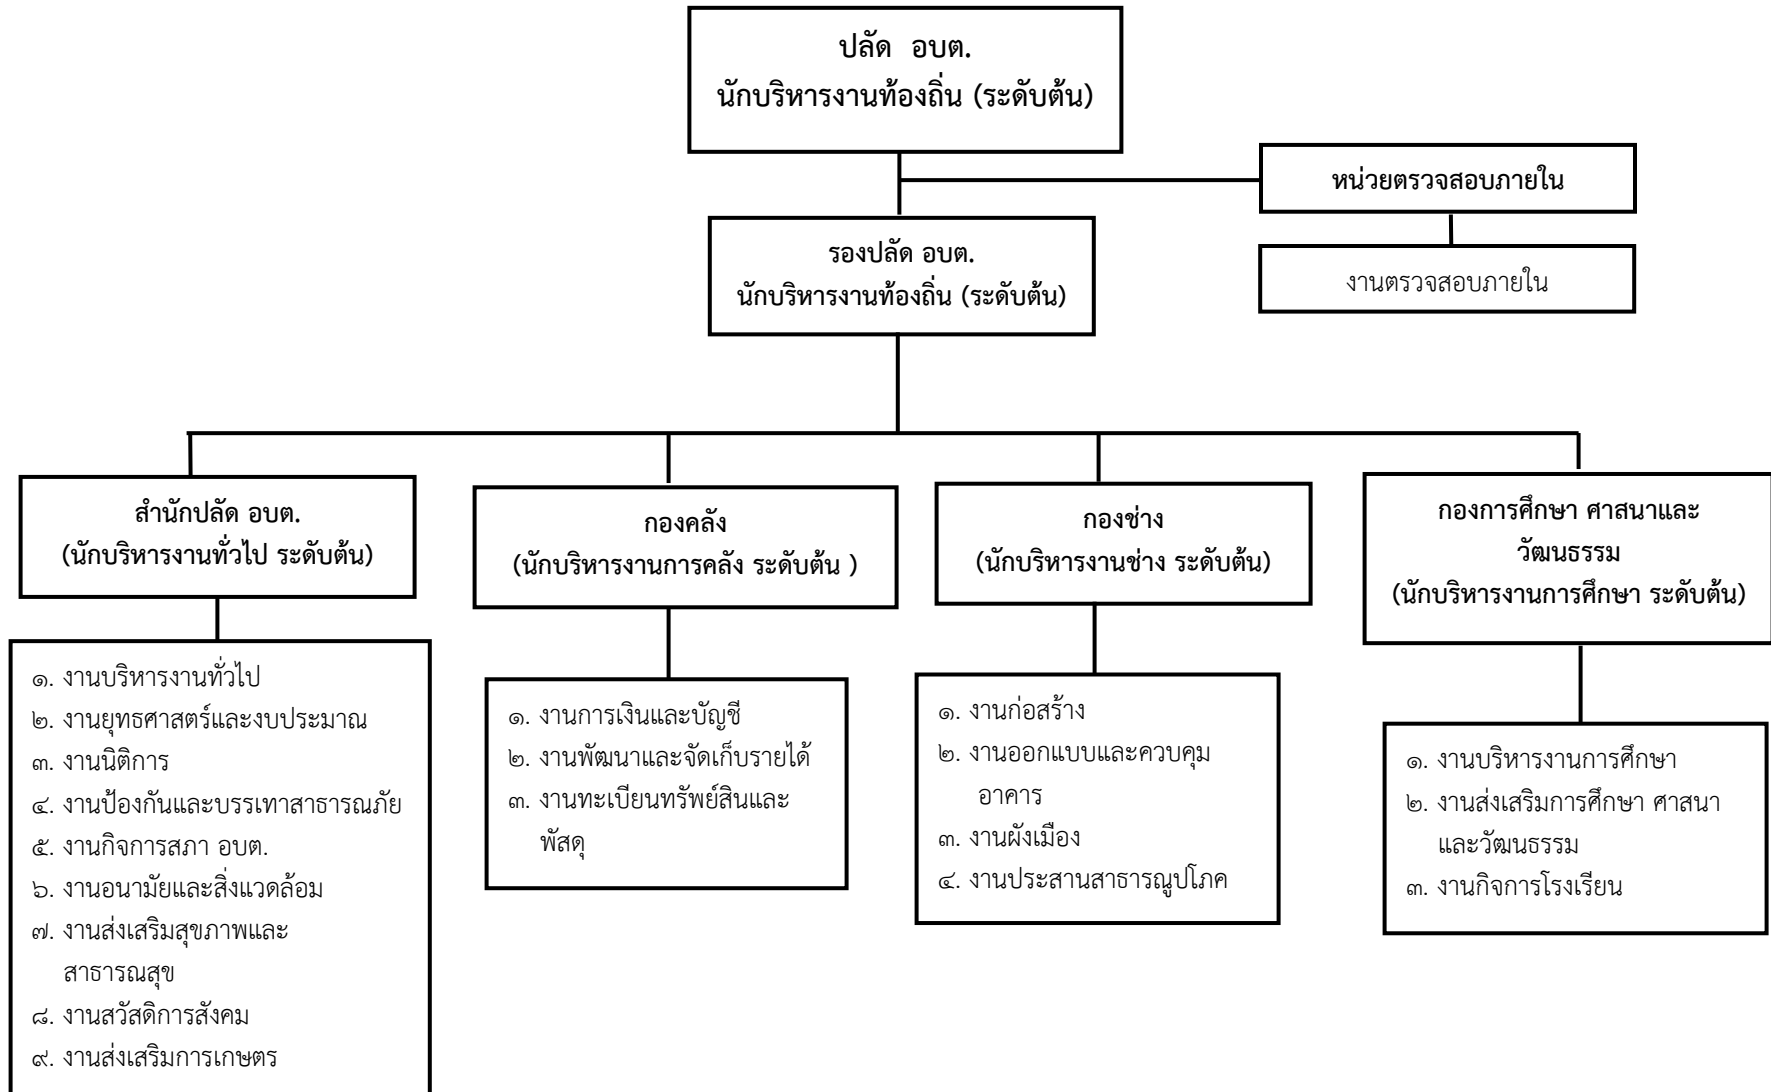 ปลัด อบต.
นักบริหารงานท้องถิ่น (ระดับต้น)
หน่วยตรวจสอบภายใน
งานตรวจสอบภายใน
รองปลัด อบต.
นักบริหารงานท้องถิ่น (ระดับต้น)
สำนักปลัด อบต.
(นักบริหารงานทั่วไป ระดับต้น)
๑. งานบริหารงานทั่วไป
๒. งานยุทธศาสตร์และงบประมาณ
๓. งานนิติการ
๔. งานป้องกันและบรรเทาสาธารณภัย
๕. งานกิจการสภา อบต.
๖. งานอนามัยและสิ่งแวดล้อม
๗. งานส่งเสริมสุขภาพและ
สาธารณสุข
๘. งานสวัสดิการสังคม
๙. งานส่งเสริมการเกษตร
กองคลัง
(นักบริหารงานการคลัง ระดับต้น )
๑. งานการเงินและบัญชี
๒. งานพัฒนาและจัดเก็บรายได้
๓. งานทะเบียนทรัพย์สินและ
พัสดุ
กองช่าง
(นักบริหารงานช่าง ระดับต้น)
๑. งานก่อสร้าง
๒. งานออกแบบและควบคุม
อาคาร
๓. งานผังเมือง
๔. งานประสานสาธารณูปโภค
กองการศึกษา ศาสนาและ
วัฒนธรรม
(นักบริหารงานการศึกษา ระดับต้น)
๑. งานบริหารงานการศึกษา
๒. งานส่งเสริมการศึกษา ศาสนา
และวัฒนธรรม
๓. งานกิจการโรงเรียน